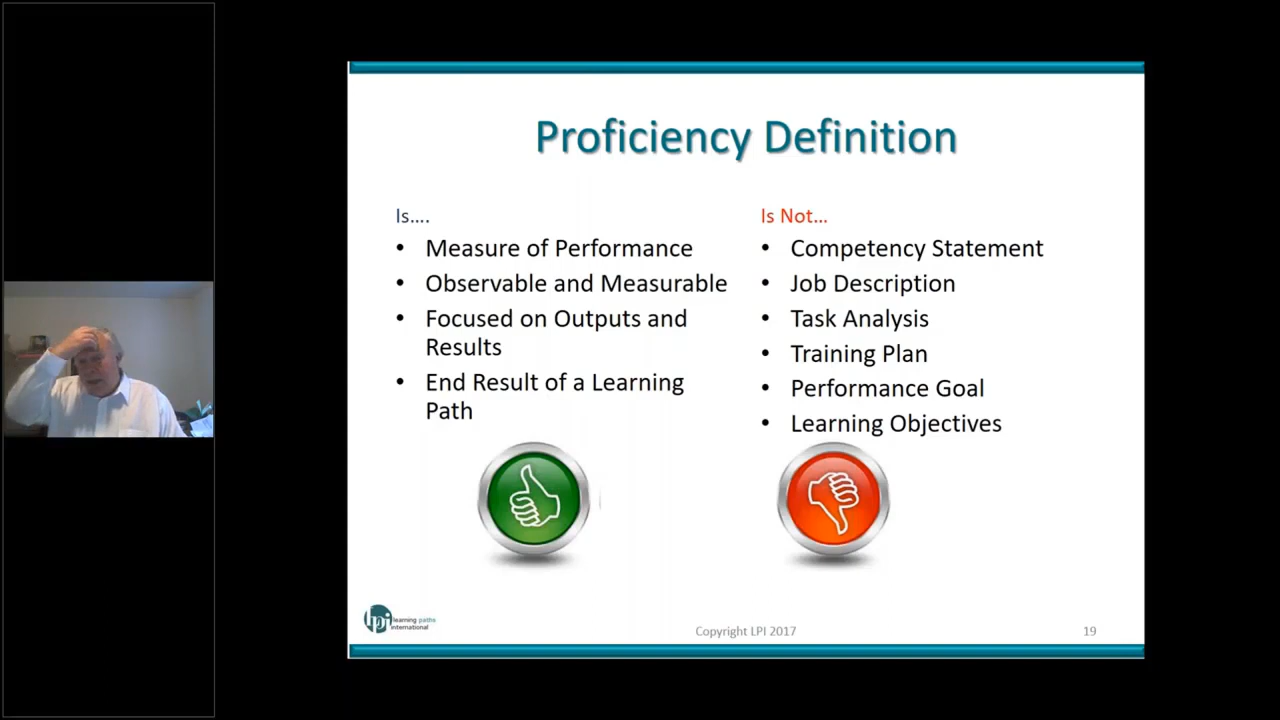 Proficiency Definition
Is....
• Measure of Performance
• Observable and Measurable
• Focused on Outputs and
Results
• End Result of a Learning
Path
Is Not...
• Competency Statement
• Job Description
• Task Analysis
• Training Plan
• Performance Goal
• Learning Objectives
lpi learning paths
international
Copyright LPI 2017
19